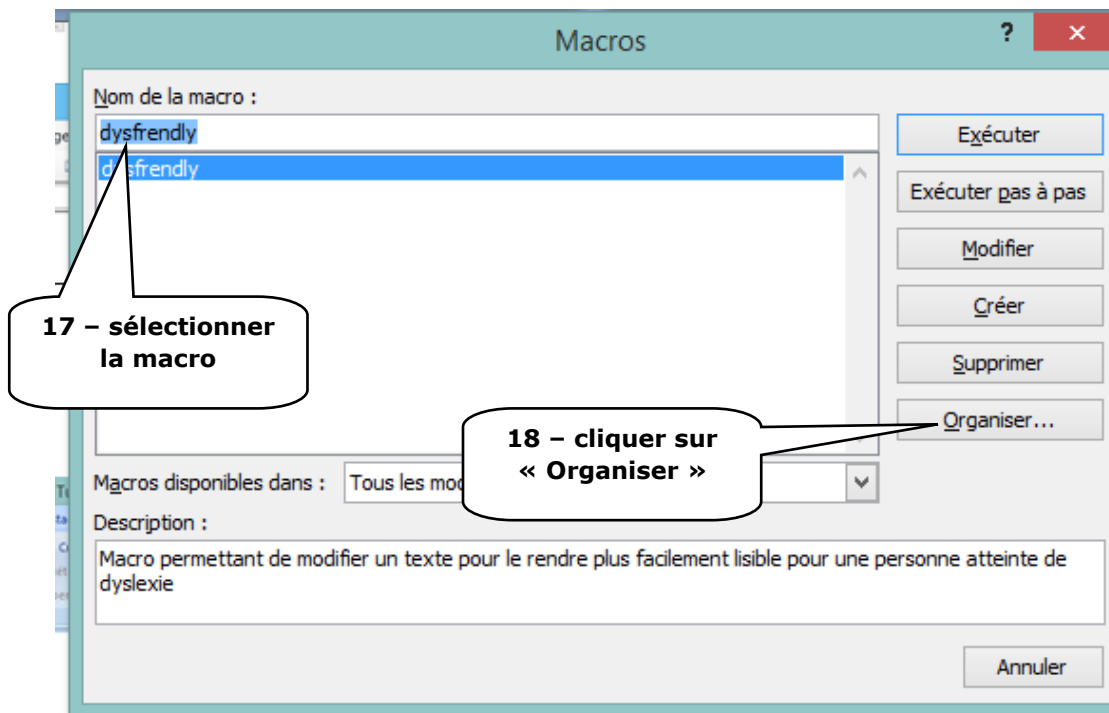 Macros
?
Nom de la macro :
dysfrendly
Exécuter
dysfrendly
Exécuter pas à pas
Modifier
17 – sélectionner
la macro
Créer
Supprimer
Organiser...
18 – cliquer sur
« Organiser »
Macros disponibles dans :
Tous les
Description :
Macro permettant de modifier un texte pour le rendre plus facilement lisible pour une personne atteinte de
dyslexie
Annuler